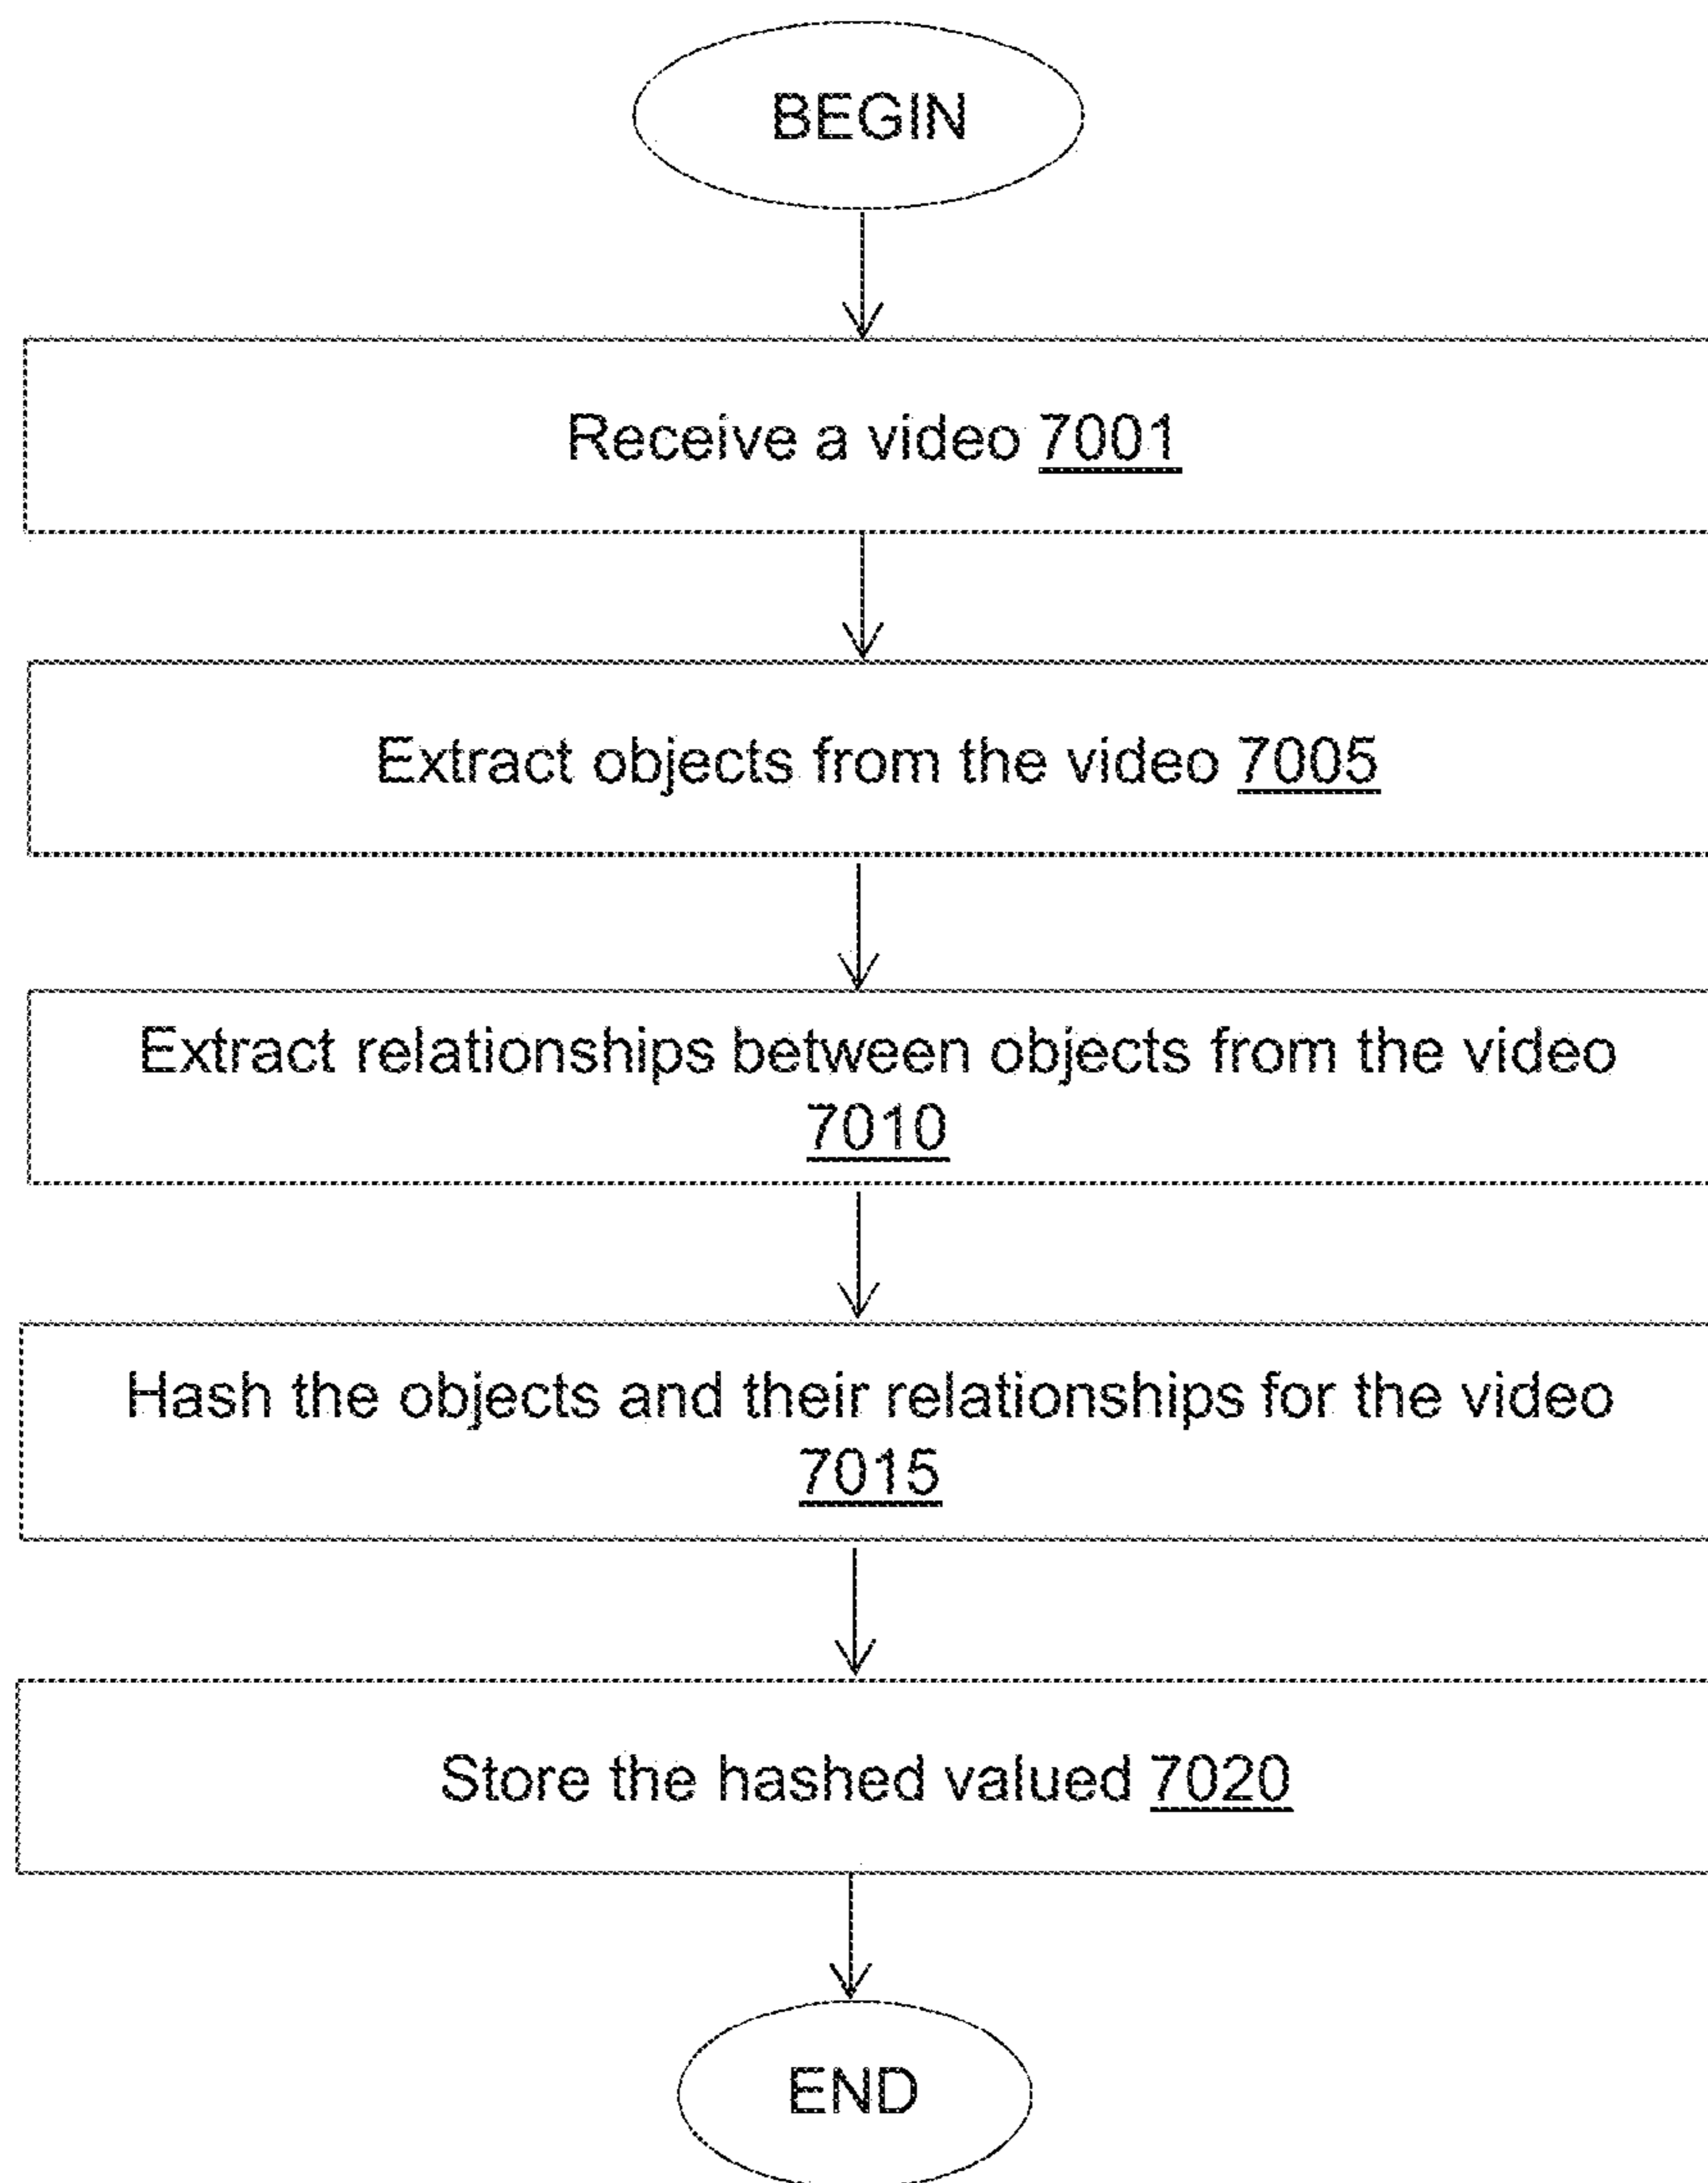 BEGIN
Receive a video 7001
Extract objects from the video 7005
Extract relationships between objects from the video
7010
Hash the objects and their relationships for the video
7015
Store the hashed valued 7020
END